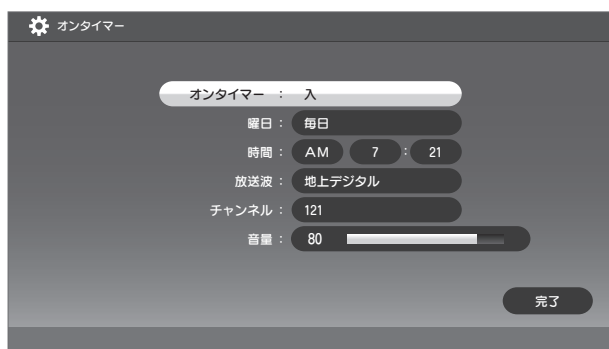 オンタイマー
オンタイマー : 入
曜日 : 毎日
時間 : AM 7 : 21
放送波 : 地上デジタル
チャンネル : 121
音量 : 80
完了